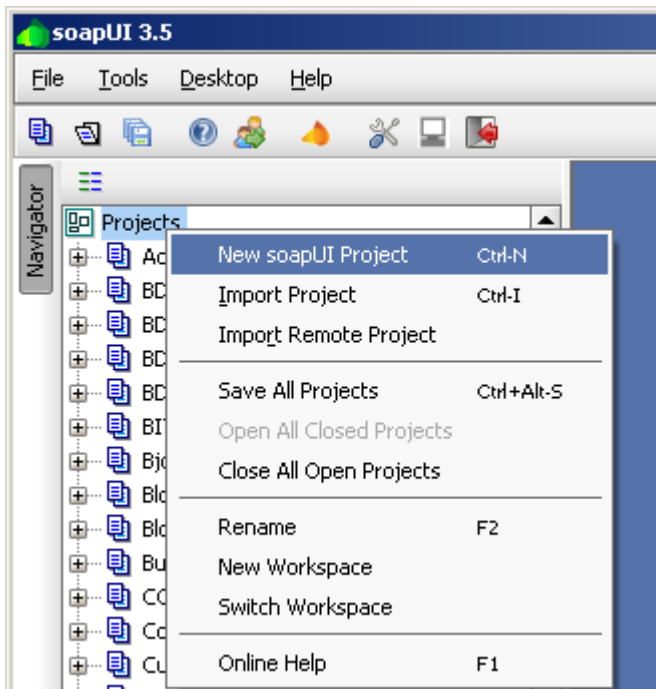 soapUI 3.5
File Tools Desktop Help
Navigator
Projects
New soapUI Project Ctrl-N
Import Project Ctrl-I
Import Remote Project
Save All Projects Ctrl+Alt-S
Open All Closed Projects
Close All Open Projects
Rename F2
New Workspace
Switch Workspace
Online Help F1